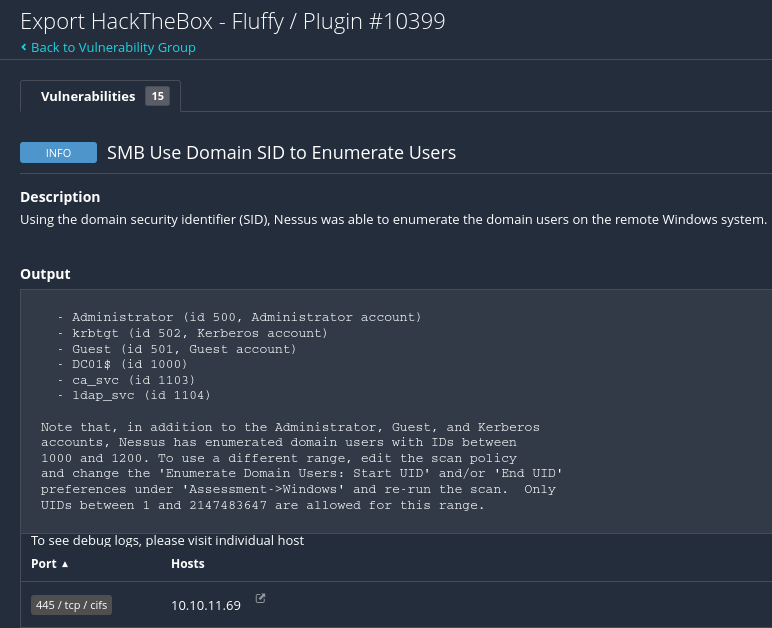 Export HackTheBox - Fluffy / Plugin #10399
Back to Vulnerability Group
Vulnerabilities 15
INFO SMB Use Domain SID to Enumerate Users
Description
Using the domain security identifier (SID), Nessus was able to enumerate the domain users on the remote Windows system.
Output
- Administrator (id 500, Administrator account)
- krbtgt (id 502, Kerberos account)
- Guest (id 501, Guest account)
- DC01$ (id 1000)
- ca_svc (id 1103)
- ldap_svc (id 1104)
Note that, in addition to the Administrator, Guest, and Kerberos
accounts, Nessus has enumerated domain users with IDs between
1000 and 1200. To use a different range, edit the scan policy
and change the 'Enumerate Domain Users: Start UID' and/or 'End UID'
preferences under 'Assessment->Windows' and re-run the scan.  Only
UIDs between 1 and 2147483647 are allowed for this range.
To see debug logs, please visit individual host
Port ▲ Hosts
445 / tcp / cifs 10.10.11.69